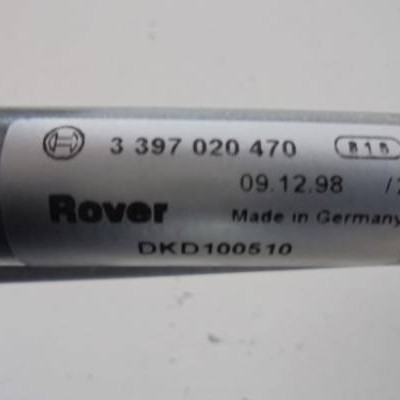 3 397 020 470
09.12.98
Rover Made in Germany
DKD100510